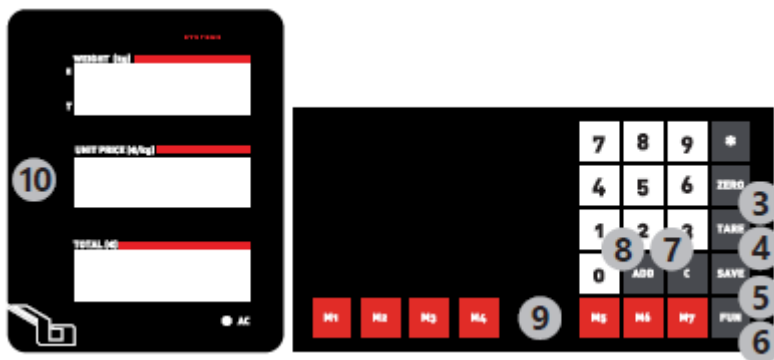 WEIGHT (kg)
T
UNIT PRICE (€/kg)
10
TOTAL (€)
AC
7 8 9 *
4 5 6 ZERO
3
1 2 3 TARE
8 7 4
0 ADD C SAVE
5
M1 M2 M3 M4 9 M5 M6 M7 FUN
6